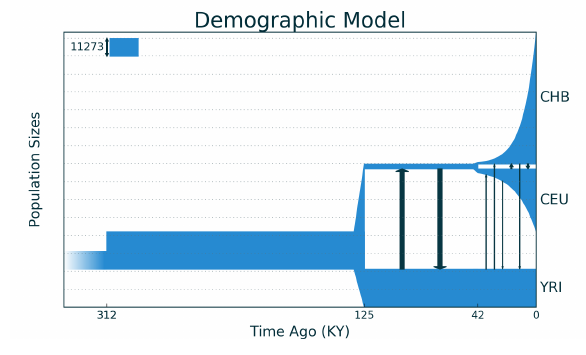 Demographic Model
11273
CHB
Population Sizes
CEU
YRI
312
125
42
0
Time Ago (KY)